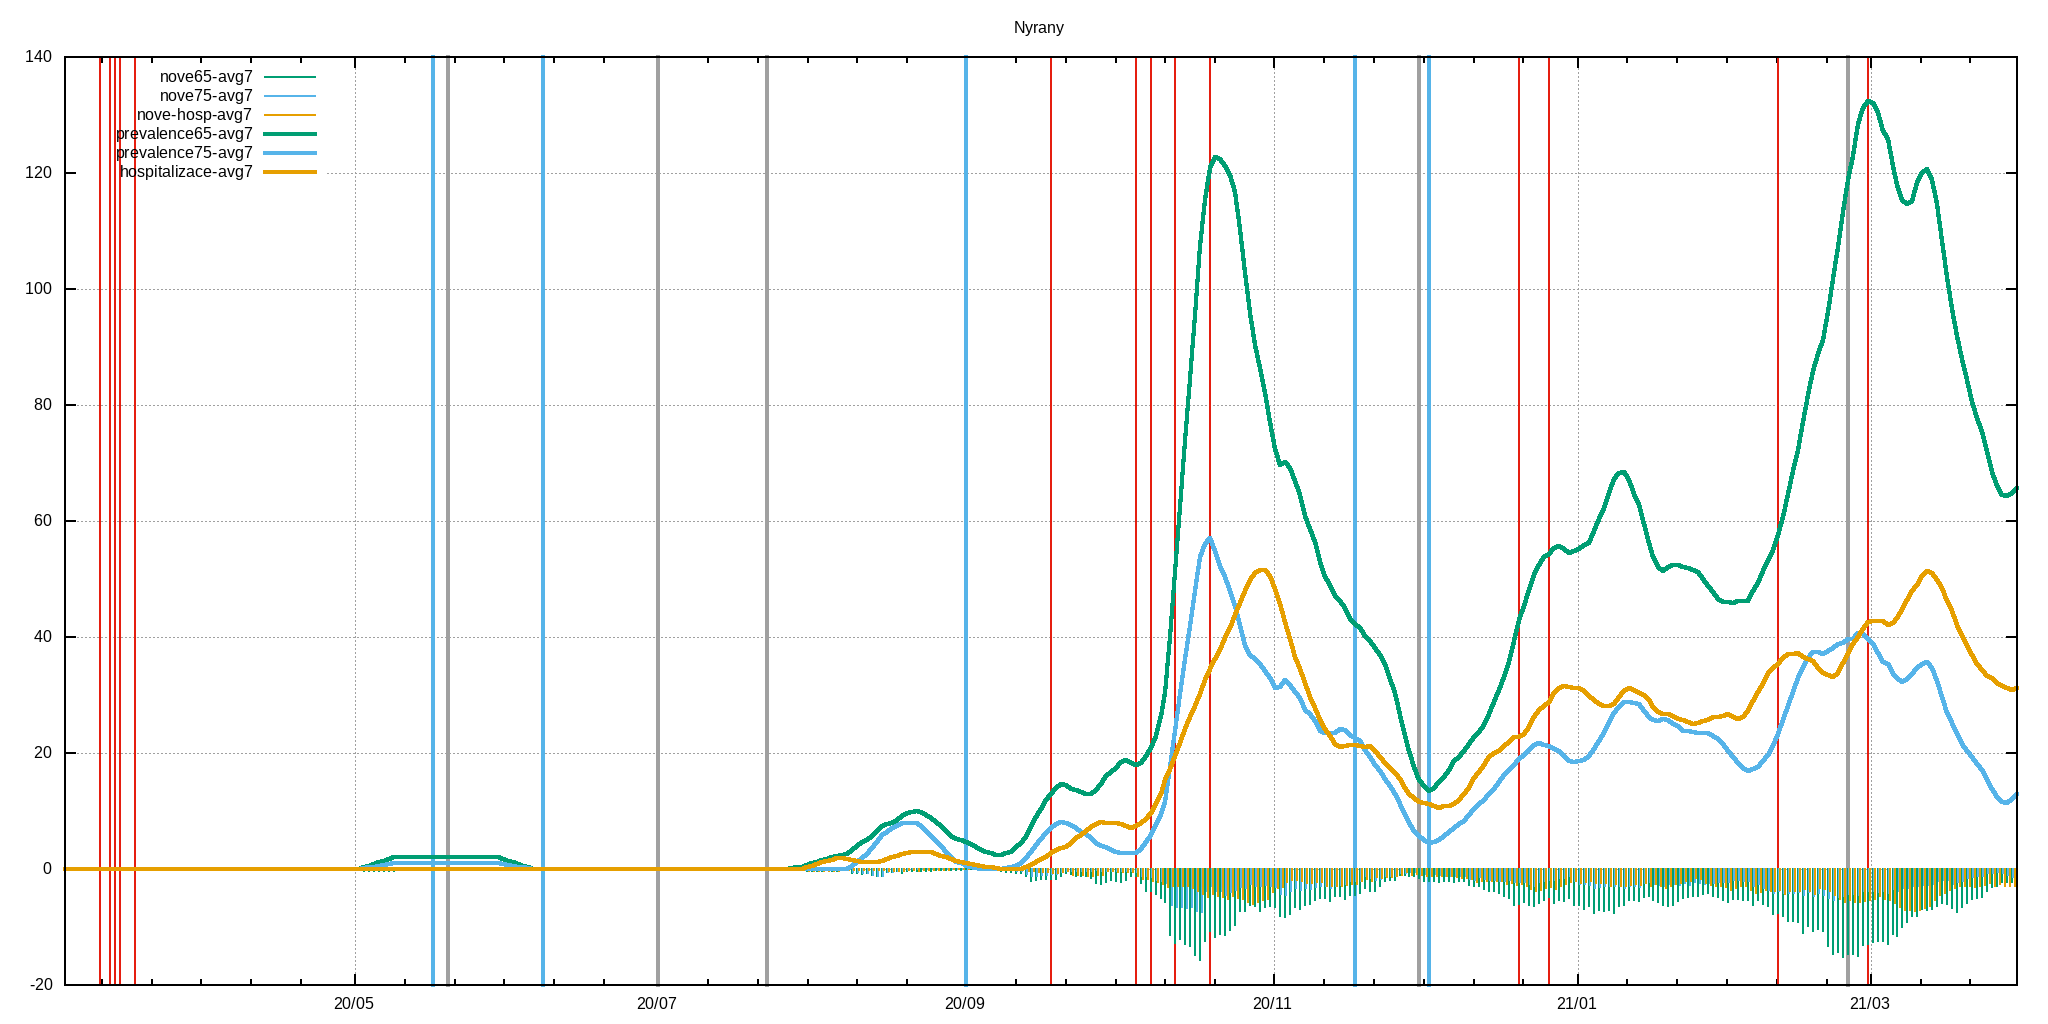 Nyrany
140
120
100
80
60
40
20
0
-20
nove65-avg7
nove75-avg7
nove-hosp-avg7
prevalence65-avg7
prevalence75-avg7
hospitalizace-avg7
20/05 20/07 20/09 20/11 21/01 21/03